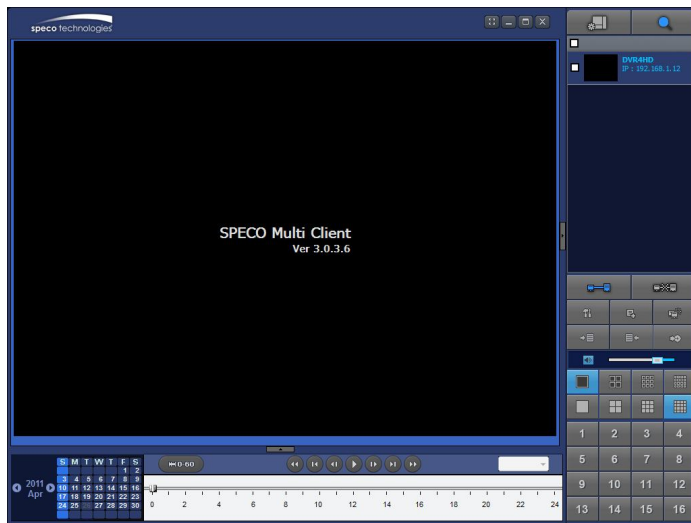 speco technologies
DVR4HD
IP : 192.168.1.12
SPECO Multi Client
Ver 3.0.3.6
1 2 3 4
5 6 7 8
9 10 11 12
13 14 15 16
2011
Apr
S M T W T F S
1 2
3 4 5 6 7 8 9
10 11 12 13 14 15 16
17 18 19 20 21 22 23
24 25 27 28 29 30
0-60
0 2 4 6 8 10 12 14 16 18 20 22 24